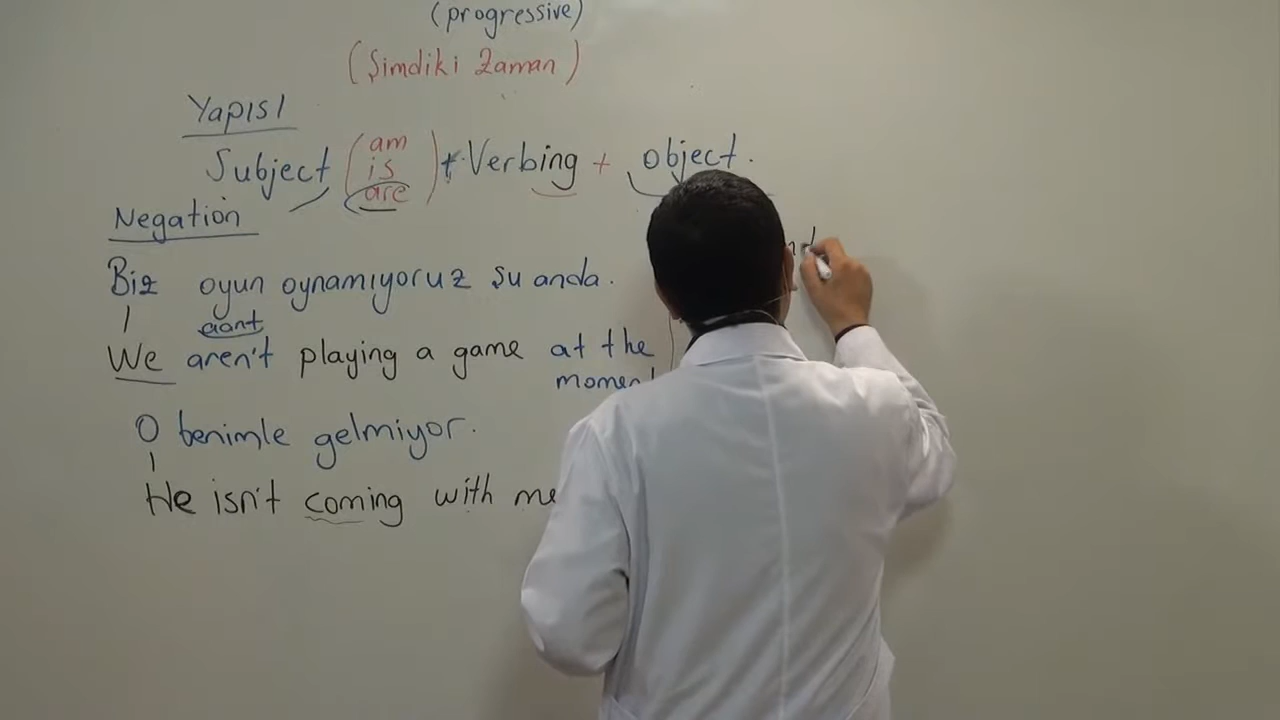 (progressive)
(Şimdiki Zaman)
Yapısı
Subject (am is are) + Verbing + object.
Negation
Biz oyun oynamıyoruz şu anda.
We aren't playing a game at the
moment
O benimle gelmiyor.
He isn't coming with me